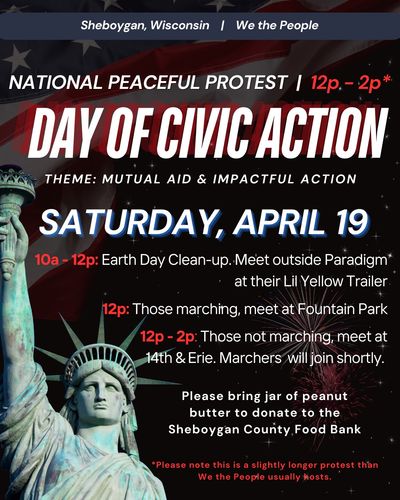 Sheboygan, Wisconsin | We the People
NATIONAL PEACEFUL PROTEST | 12p. - 2p*
DAY OF CIVIC ACTION
THEME: MUTUAL AID & IMPACTFUL ACTION
SATURDAY, APRIL 19
10a - 12p: Earth Day Clean-up. Meet outside Paradigm
at their Lil Yellow Trailer
12p: Those marching, meet at Fountain Park
12p - 2p: Those not marching, meet at
14th & Erie. Marchers will join shortly.
Please bring jar of peanut
butter to donate to the
Sheboygan County Food Bank
*Please note this is a slightly longer protest than
We the People usually hosts.